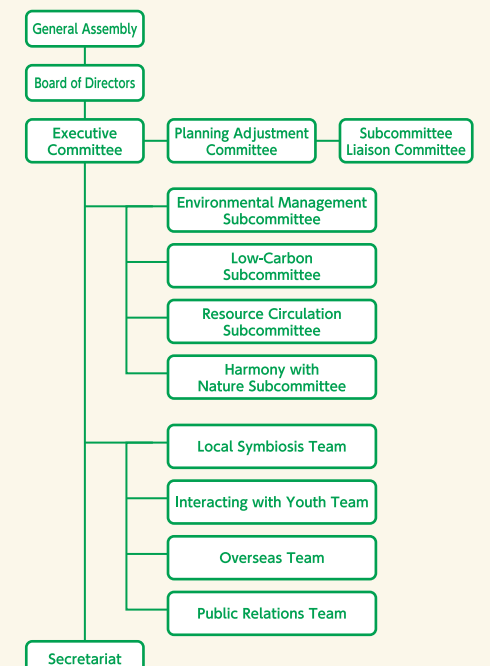 General Assembly
Board of Directors
Executive
Committee
Planning Adjustment
Committee
Subcommittee
Liaison Committee
Environmental Management
Subcommittee
Low-Carbon
Subcommittee
Resource Circulation
Subcommittee
Harmony with
Nature Subcommittee
Local Symbiosis Team
Interacting with Youth Team
Overseas Team
Public Relations Team
Secretariat